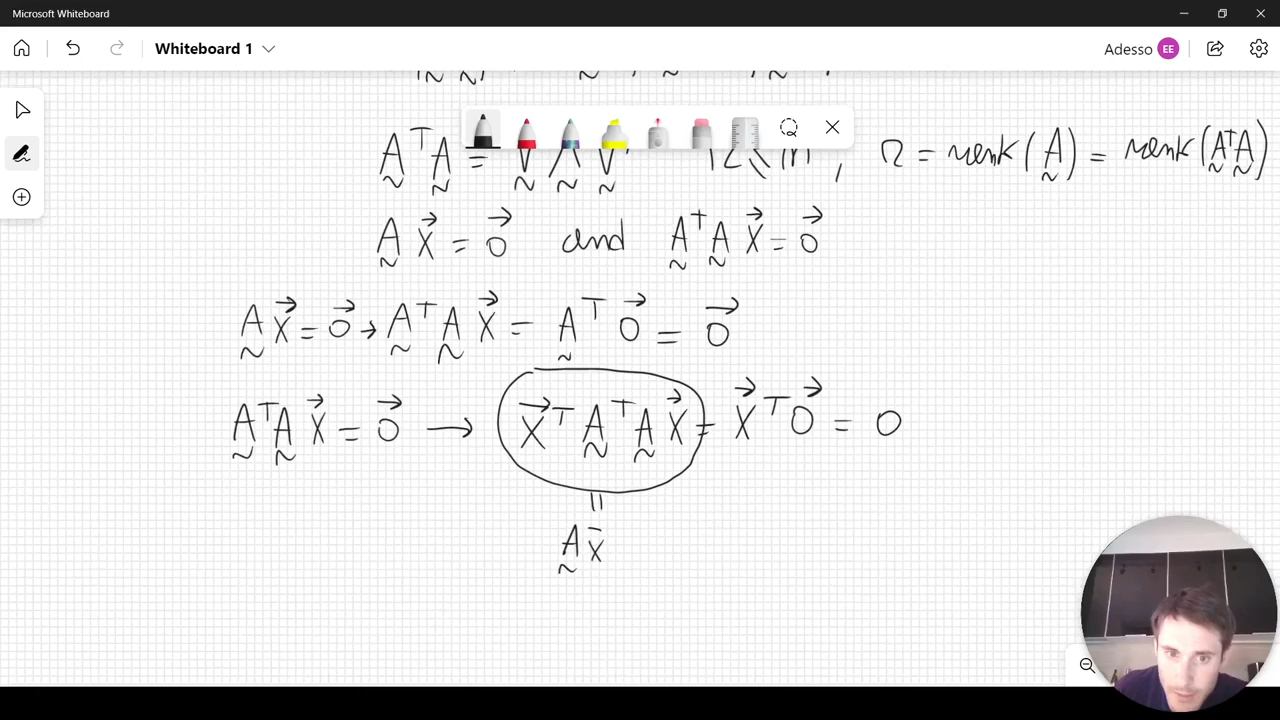 Microsoft Whiteboard
Whiteboard 1
Adesso EE
A^T A = V Λ V^T , r = rank(A) = rank(A^T A)
A x⃗ = 0⃗ and A^T A x⃗ = 0⃗
A x⃗ = 0⃗ → A^T A x⃗ = A^T 0⃗ = 0⃗
A^T A x⃗ = 0⃗ → x⃗^T A^T A x⃗ = x⃗^T 0⃗ = 0
||
A x